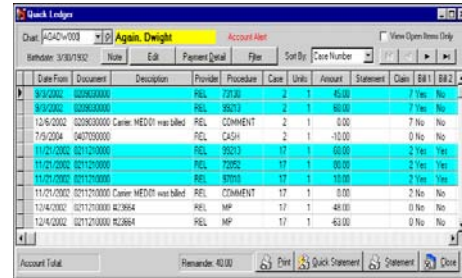 Quick Ledger
Chart: AGADW000 Again, Dwight Account Alert View Open Items Only
Birthdate: 3/30/1932 Note Edit Payment Detail Filter Sort By: Case Number
Date From Document Description Provider Procedure Case Units Amount Statement Claim Bill 1 Bill 2
9/3/2002 0209030000 REL 73130 2 1 45.00 7 Yes No
9/3/2002 0209030000 REL 99213 2 1 60.00 7 Yes No
12/6/2002 0209030000 Carrier: MED01 was billed REL COMMENT 2 1 0.00 7 No No
7/9/2004 0407090000 REL CASH 2 1 -10.00 0 No No
11/21/2002 0211210000 REL 99213 17 1 60.00 2 Yes Yes
11/21/2002 0211210000 REL 17 1 2 Yes Yes
11/21/2002 0211210000 REL 97010 17 1 10.00 2 Yes Yes
11/21/2002 0211210000 Carrier: MED01 was billed REL COMMENT 17 1 0.00 2 No No
12/4/2002 0211210000 #23664 REL MP 17 1 -48.00 0 No No
12/4/2002 0211210000 #23664 REL MP 17 1 -63.00 0 No No
Account Total: Remainder: 40.00 Print Quick Statement Statement Close